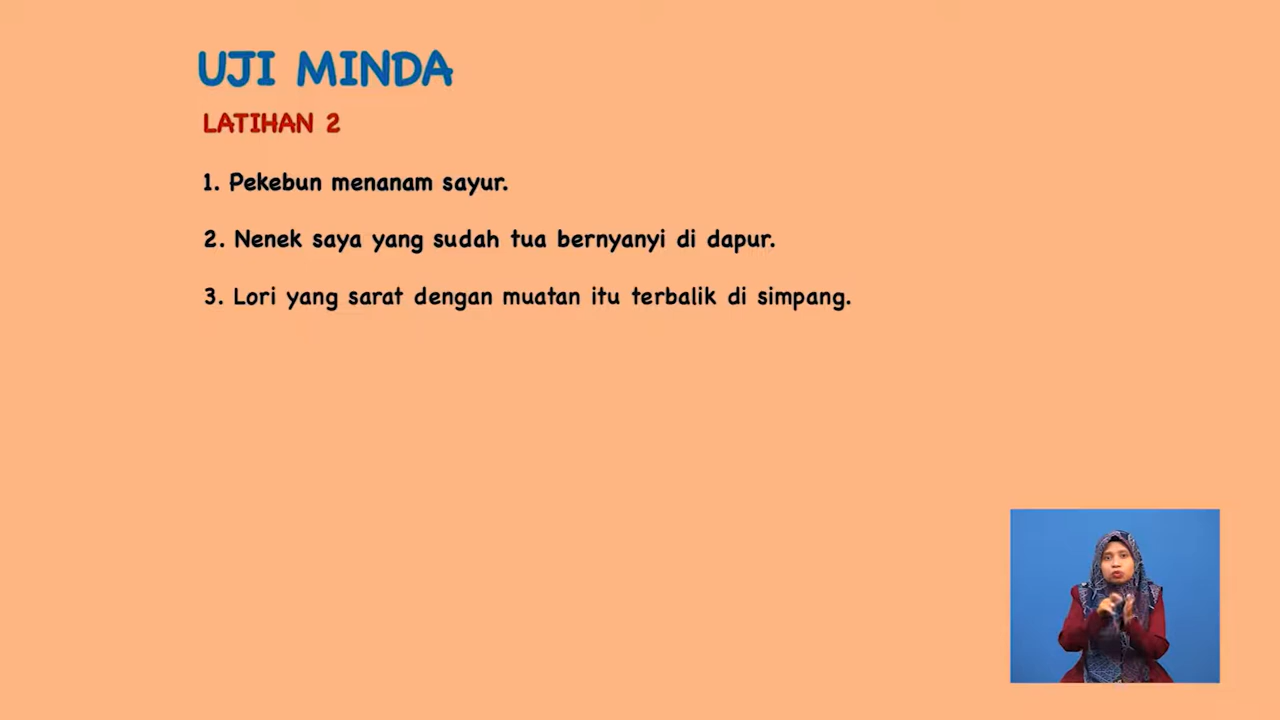 UJI MINDA
LATIHAN 2
1. Pekebun menanam sayur.
2. Nenek saya yang sudah tua bernyanyi di dapur.
3. Lori yang sarat dengan muatan itu terbalik di simpang.